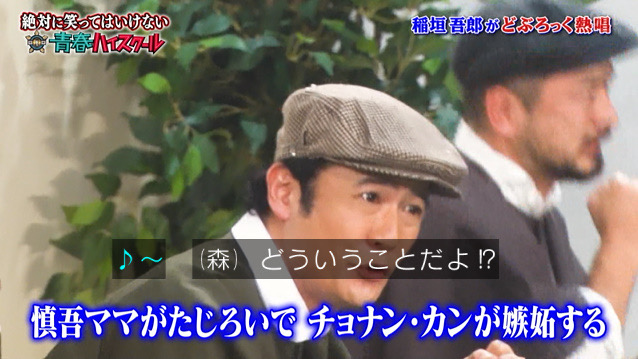 絶対に笑ってはいけない
青春ハイスクール
稲垣吾郎がどぶろっく熱唱
♪～ (森) どういうことだよ!?
慎吾ママがたじろいで チョナン・カンが嫉妬する